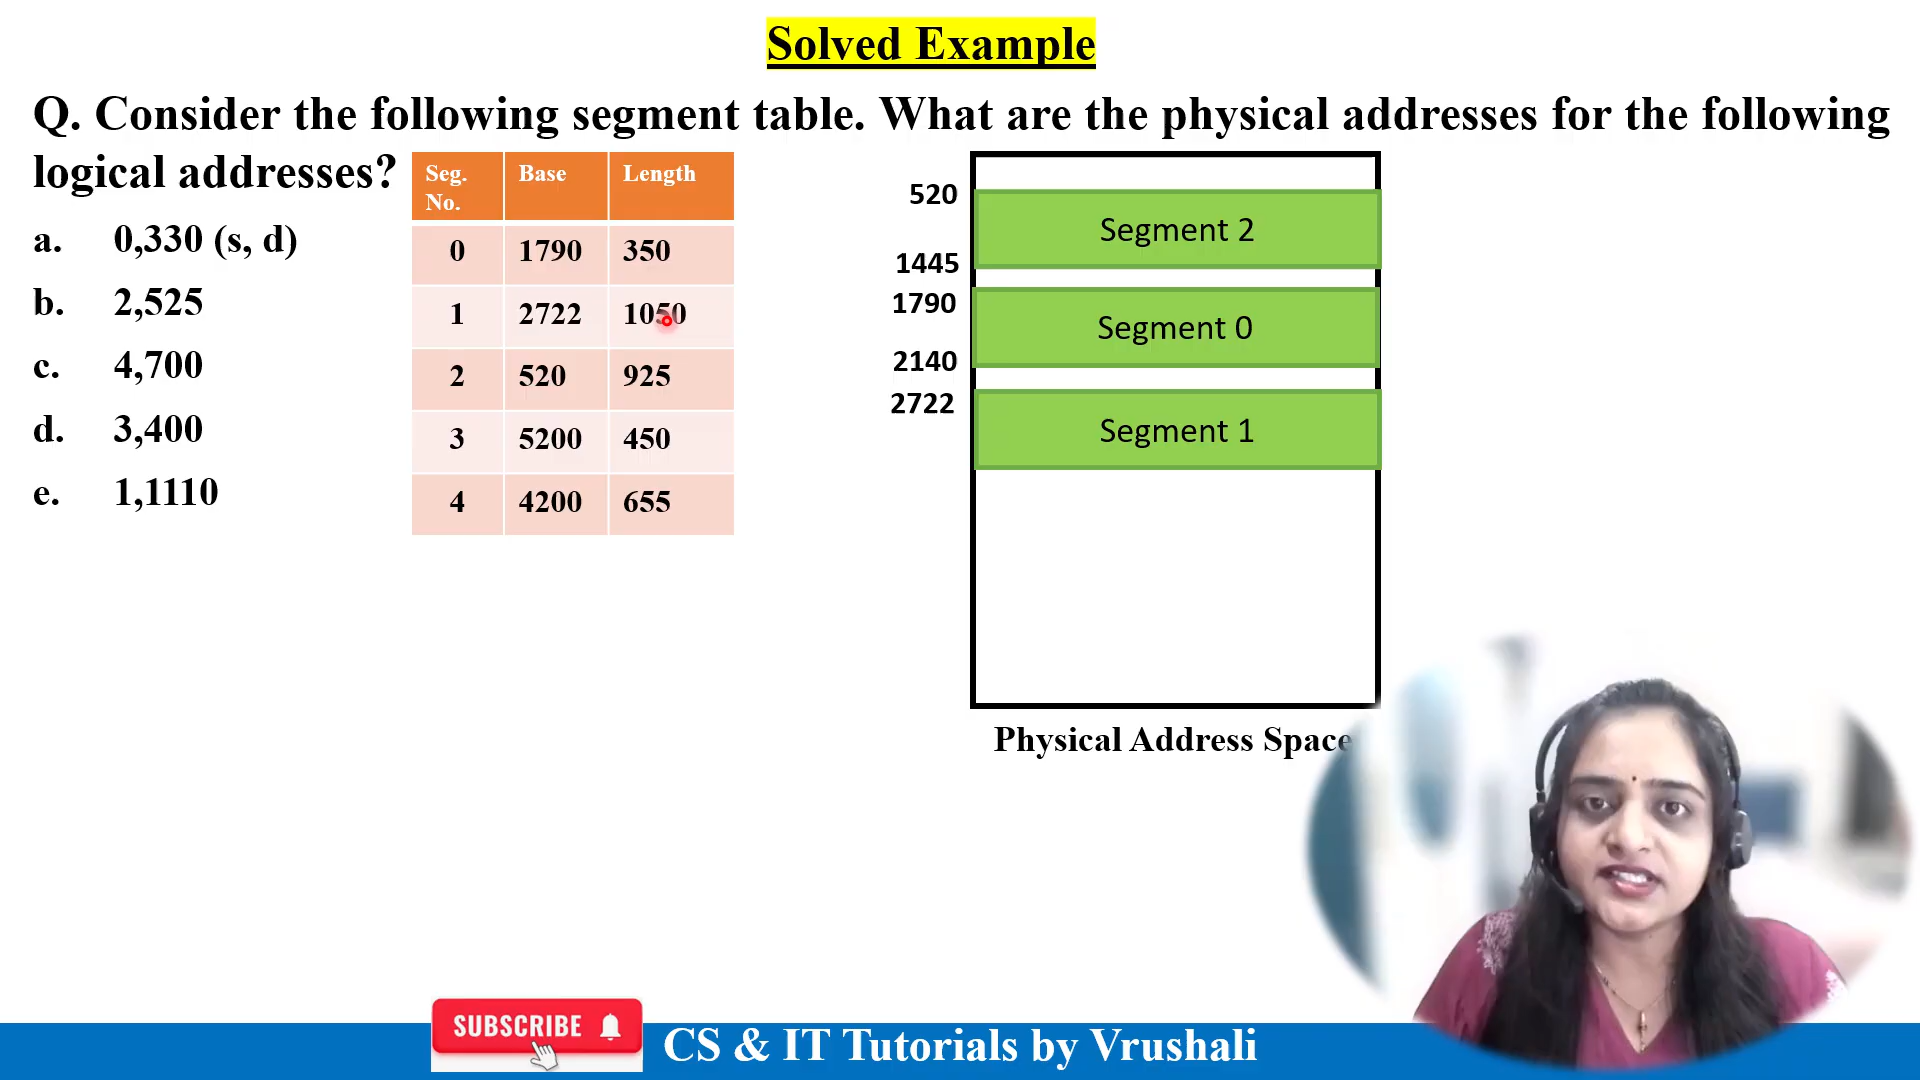 Solved Example
Q. Consider the following segment table. What are the physical addresses for the following
logical addresses?
a. 0,330 (s, d)
b. 2,525
c. 4,700
d. 3,400
e. 1,1110
Seg. No. Base Length
0 1790 350
1 2722 1050
2 520 925
3 5200 450
4 4200 655
520
Segment 2
1445
1790
Segment 0
2140
2722
Segment 1
Physical Address Space
SUBSCRIBE
CS & IT Tutorials by Vrushali